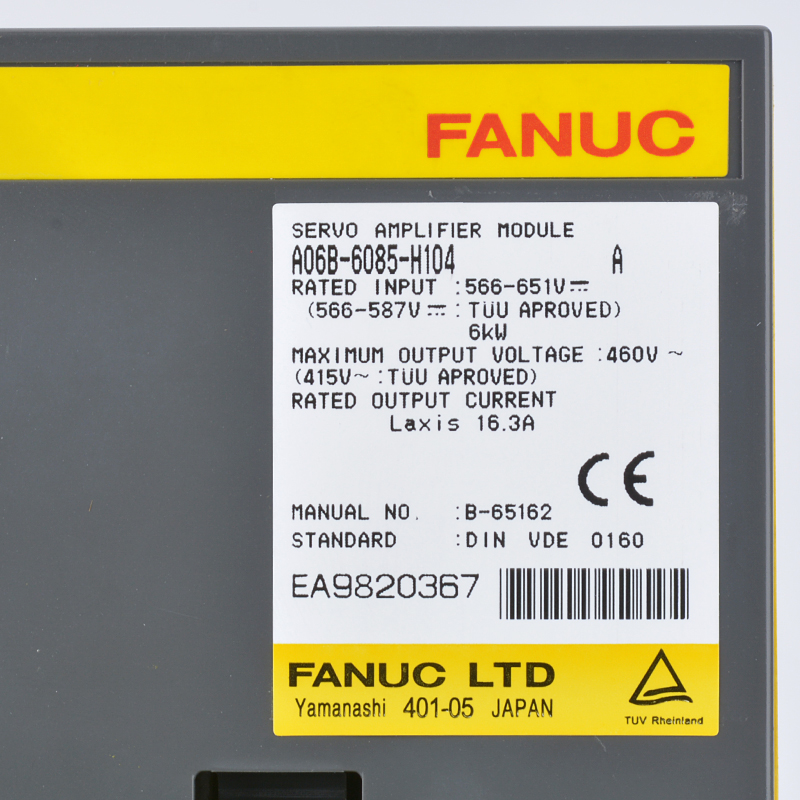 FANUC
SERVO AMPLIFIER MODULE
A06B-6085-H104 A
RATED INPUT :566-651V⎓
(566-587V⎓ : TÜU APROVED)
6kW
MAXIMUM OUTPUT VOLTAGE :460V～
(415V～ :TÜU APROVED)
RATED OUTPUT CURRENT
Laxis 16.3A
CE
MANUAL NO. :B-65162
STANDARD :DIN VDE 0160
EA9820367
FANUC LTD
Yamanashi 401-05 JAPAN
TUV Rheinland